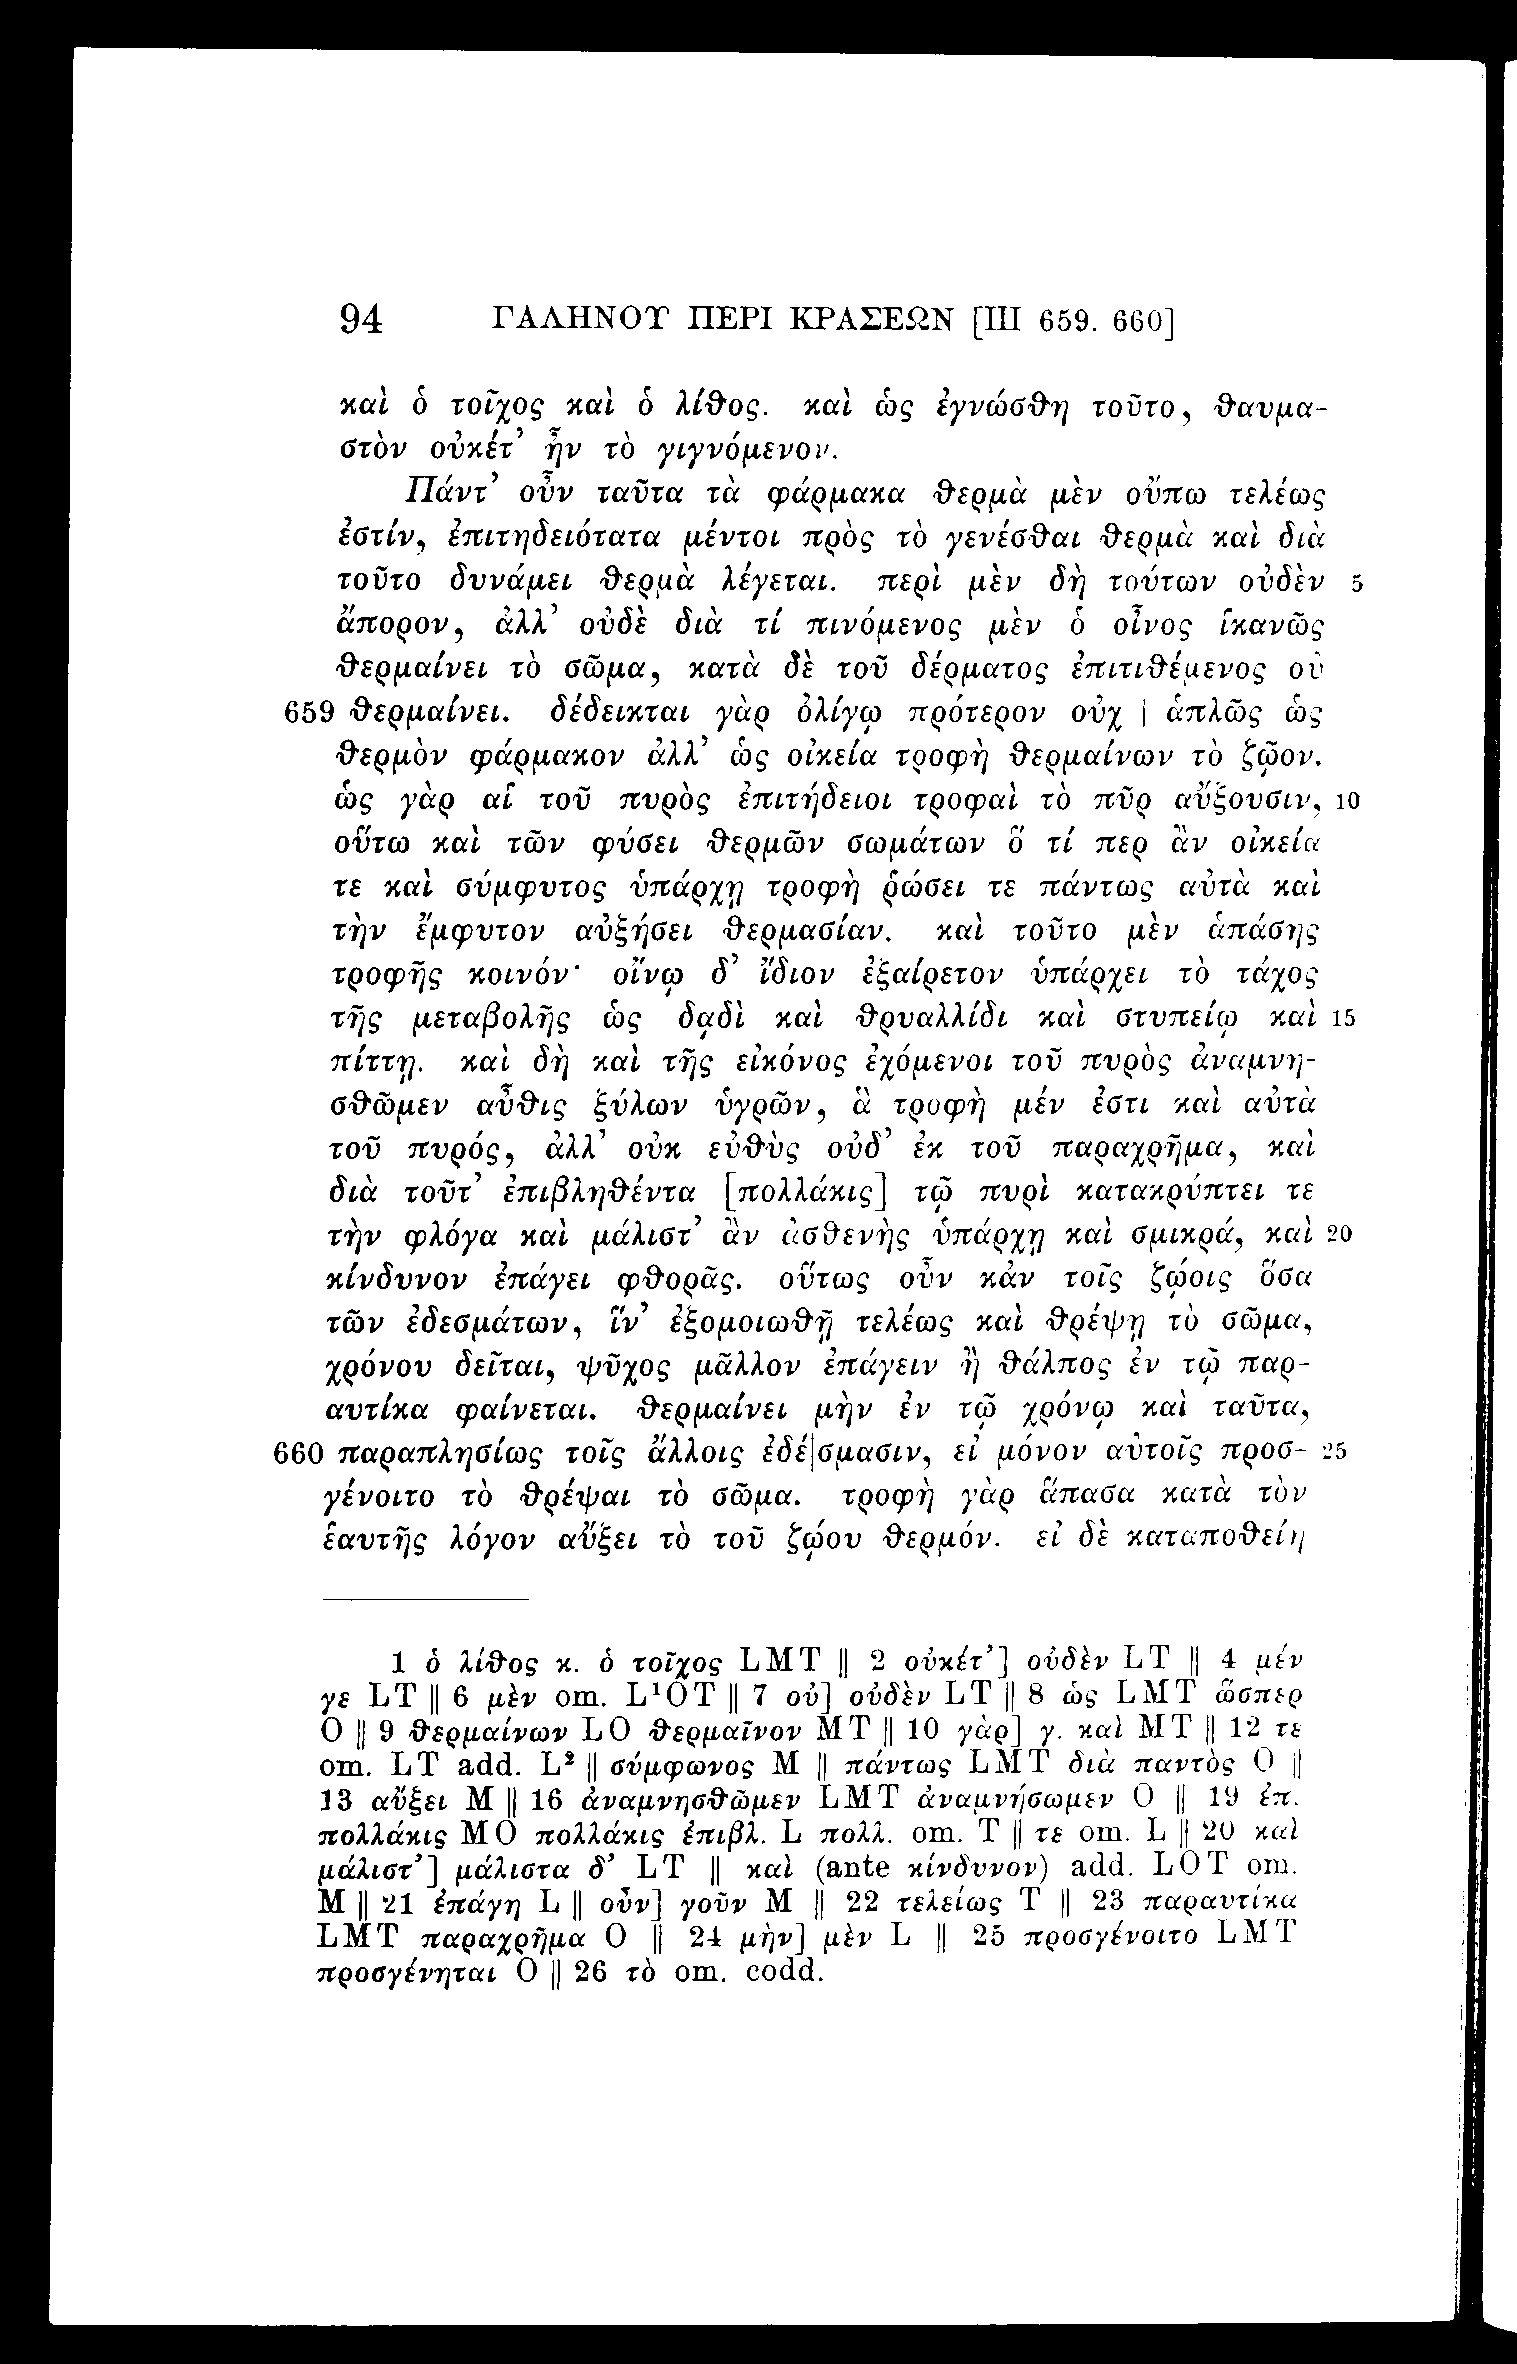 94 ΓΑΛΗΝΟΥ ΠΕΡΙ ΚΡΑΣΕΩΝ [III 659. 660]
καὶ ὁ τοῖχος καὶ ὁ λίθος. καὶ ὡς ἐγνώσθη τοῦτο, θαυμα-
στὸν οὐκέτ’ ἦν τὸ γιγνόμενον.
Πάντ’ οὖν ταῦτα τὰ φάρμακα θερμὰ μὲν οὔπω τελέως
ἐστίν, ἐπιτηδειότατα μέντοι πρὸς τὸ γενέσθαι θερμὰ καὶ διὰ
τοῦτο δυνάμει θερμὰ λέγεται. περὶ μὲν δὴ τούτων οὐδὲν 5
ἄπορον, ἀλλ’ οὐδὲ διὰ τί πινόμενος μὲν ὁ οἶνος ἱκανῶς
θερμαίνει τὸ σῶμα, κατὰ δὲ τοῦ δέρματος ἐπιτιθέμενος οὐ
659 θερμαίνει. δέδεικται γὰρ ὀλίγῳ πρότερον οὐχ | ἁπλῶς ὡς
θερμὸν φάρμακον ἀλλ’ ὡς οἰκεία τροφὴ θερμαίνων τὸ ζῷον.
ὡς γὰρ αἱ τοῦ πυρὸς ἐπιτήδειοι τροφαὶ τὸ πῦρ αὔξουσιν, 10
οὕτω καὶ τῶν φύσει θερμῶν σωμάτων ὅ τί περ ἂν οἰκεία
τε καὶ σύμφυτος ὑπάρχῃ τροφὴ ῥώσει τε πάντως αὐτὰ καὶ
τὴν ἔμφυτον αὐξήσει θερμασίαν. καὶ τοῦτο μὲν ἁπάσης
τροφῆς κοινόν· οἴνῳ δ’ ἴδιον ἐξαίρετον ὑπάρχει τὸ τάχος
τῆς μεταβολῆς ὡς δᾳδὶ καὶ θρυαλλίδι καὶ στυπείῳ καὶ 15
πίττῃ. καὶ δὴ καὶ τῆς εἰκόνος ἐχόμενοι τοῦ πυρὸς ἀναμνη-
σθῶμεν αὖθις ξύλων ὑγρῶν, ἃ τροφὴ μέν ἐστι καὶ αὐτὰ
τοῦ πυρός, ἀλλ’ οὐκ εὐθὺς οὐδ’ ἐκ τοῦ παραχρῆμα, καὶ
διὰ τοῦτ’ ἐπιβληθέντα [πολλάκις] τῷ πυρὶ κατακρύπτει τε
τὴν φλόγα καὶ μάλιστ’ ἂν ἀσθενὴς ὑπάρχῃ καὶ σμικρά, καὶ 20
κίνδυνον ἐπάγει φθορᾶς. οὕτως οὖν κἀν τοῖς ζῴοις ὅσα
τῶν ἐδεσμάτων, ἵν’ ἐξομοιωθῇ τελέως καὶ θρέψῃ τὸ σῶμα,
χρόνου δεῖται, ψῦχος μᾶλλον ἐπάγειν ἢ θάλπος ἐν τῷ παρ-
αυτίκα φαίνεται. θερμαίνει μὴν ἐν τῷ χρόνῳ καὶ ταῦτα,
660 παραπλησίως τοῖς ἄλλοις ἐδέ|σμασιν, εἰ μόνον αὐτοῖς προσ- 25
γένοιτο τὸ θρέψαι τὸ σῶμα. τροφὴ γὰρ ἅπασα κατὰ τὸν
ἑαυτῆς λόγον αὔξει τὸ τοῦ ζῴου θερμόν. εἰ δὲ καταποθείη
1 ὁ λίθος κ. ὁ τοῖχος LMT || 2 οὐκέτ’] οὐδὲν LT || 4 μέν
γε LT || 6 μὲν om. L¹OT || 7 οὐ] οὐδὲν LT || 8 ὡς LMT ὥσπερ
O || 9 θερμαίνων LO θερμαῖνον MT || 10 γὰρ] γ. καὶ MT || 12 τε
om. LT add. L² || σύμφωνος M || πάντως LMT διὰ παντὸς O ||
13 αὔξει M || 16 ἀναμνησθῶμεν LMT ἀναμνήσωμεν O || 19 ἐπ.
πολλάκις MO πολλάκις ἐπιβλ. L πολλ. om. T || τε om. L || 20 καὶ
μάλιστ’] μάλιστα δ’ LT || καὶ (ante κίνδυνον) add. LOT om.
M || 21 ἐπάγῃ L || οὖν] γοῦν M || 22 τελείως T || 23 παραυτίκα
LMT παραχρῆμα O || 24 μὴν] μὲν L || 25 προσγένοιτο LMT
προσγένηται O || 26 τὸ om. codd.